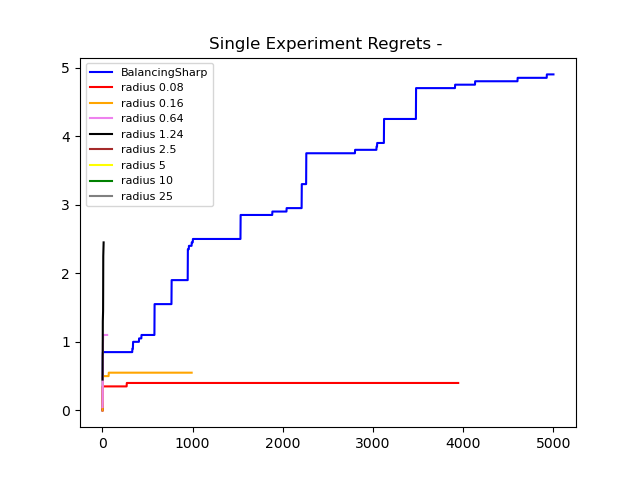 Single Experiment Regrets -
BalancingSharp
radius 0.08
radius 0.16
radius 0.64
radius 1.24
radius 2.5
radius 5
radius 10
radius 25
5
4
3
2
1
0
0 1000 2000 3000 4000 5000